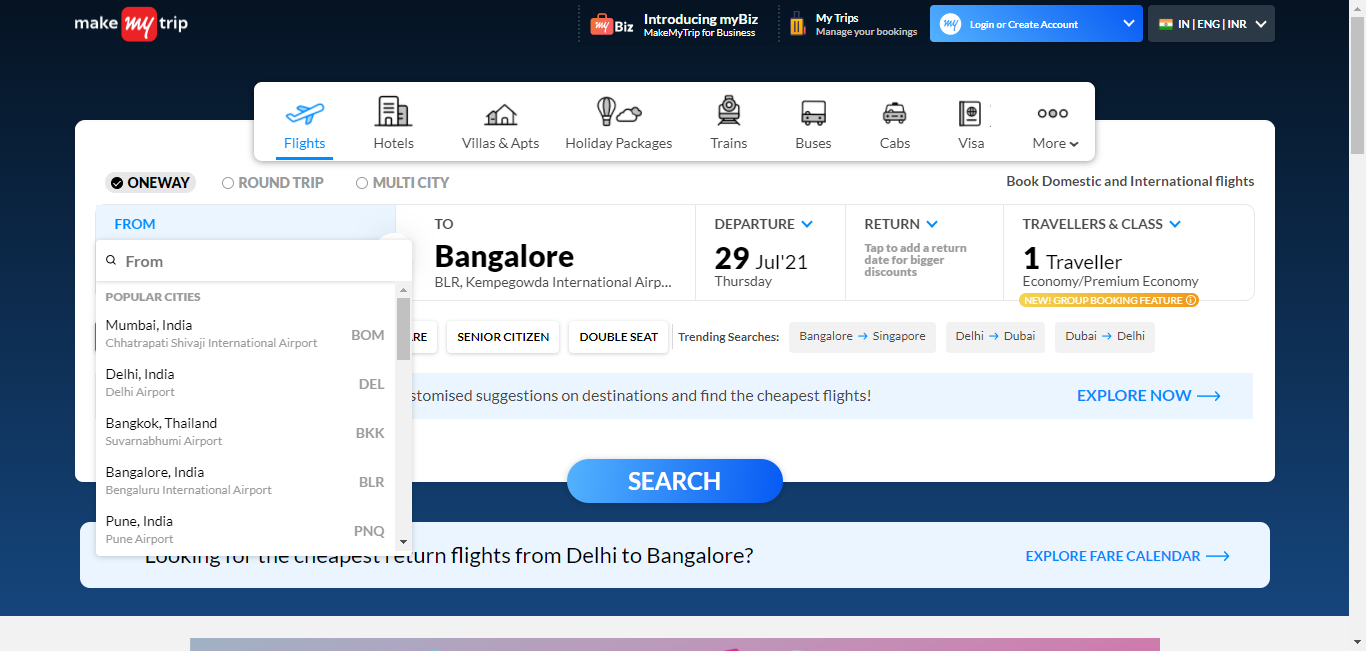 make my trip
my Biz
Introducing myBiz
MakeMyTrip for Business
My Trips
Manage your bookings
my
Login or Create Account
IN | ENG | INR
Flights
Hotels
Villas & Apts
Holiday Packages
Trains
Buses
Cabs
Visa
More
ONEWAY
ROUND TRIP
MULTI CITY
Book Domestic and International flights
FROM
From
POPULAR CITIES
Mumbai, India
Chhatrapati Shivaji International Airport
BOM
Delhi, India
Delhi Airport
DEL
Bangkok, Thailand
Suvarnabhumi Airport
BKK
Bangalore, India
Bengaluru International Airport
BLR
Pune, India
Pune Airport
PNQ
TO
Bangalore
BLR, Kempegowda International Airp...
DEPARTURE
29 Jul'21
Thursday
RETURN
Tap to add a return
date for bigger
discounts
TRAVELLERS & CLASS
1 Traveller
Economy/Premium Economy
NEW! GROUP BOOKING FEATURE
RE
SENIOR CITIZEN
DOUBLE SEAT
Trending Searches:
Bangalore → Singapore
Delhi → Dubai
Dubai → Delhi
stomised suggestions on destinations and find the cheapest flights!
EXPLORE NOW
SEARCH
Looking for the cheapest return flights from Delhi to Bangalore?
EXPLORE FARE CALENDAR